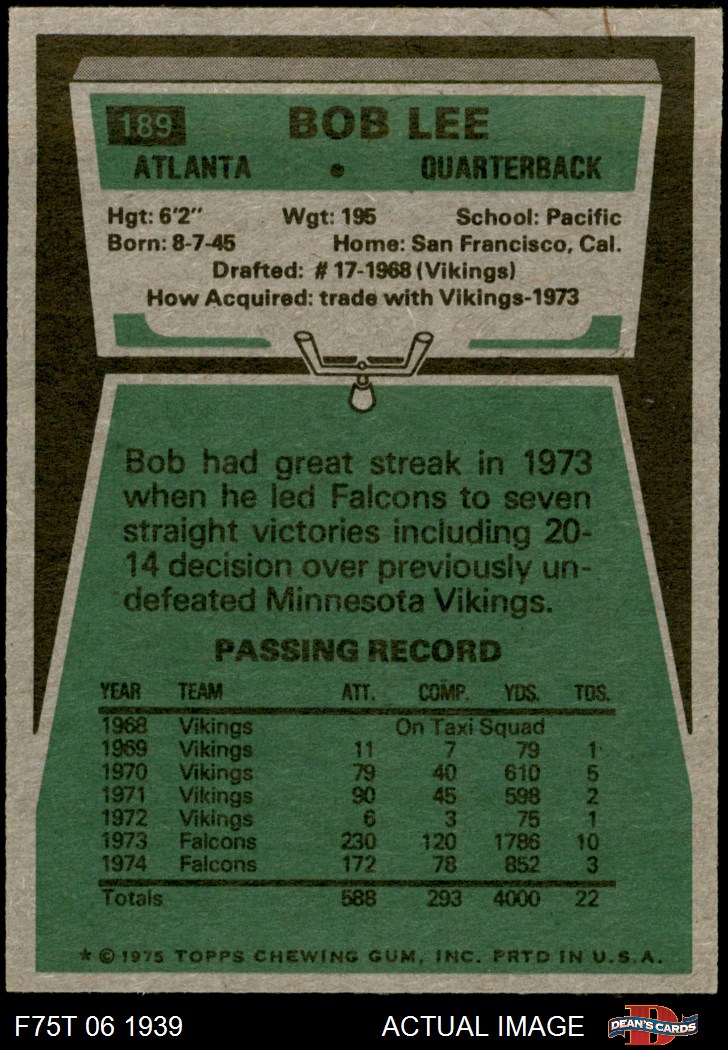 189 BOB LEE
ATLANTA • QUARTERBACK
Hgt: 6'2" Wgt: 195 School: Pacific
Born: 8-7-45 Home: San Francisco, Cal.
Drafted: # 17-1968 (Vikings)
How Acquired: trade with Vikings-1973
Bob had great streak in 1973
when he led Falcons to seven
straight victories including 20-
14 decision over previously un-
defeated Minnesota Vikings.
PASSING RECORD
YEAR TEAM ATT. COMP. YDS. TDS.
1968 Vikings On Taxi Squad
1969 Vikings 11 7 79 1
1970 Vikings 79 40 610 5
1971 Vikings 90 45 598 2
1972 Vikings 6 3 75 1
1973 Falcons 230 120 1786 10
1974 Falcons 172 78 852 3
Totals 588 293 4000 22
* © 1975 TOPPS CHEWING GUM, INC. PRTD IN U.S.A.
F75T 06 1939 ACTUAL IMAGE D DEAN'S CARDS